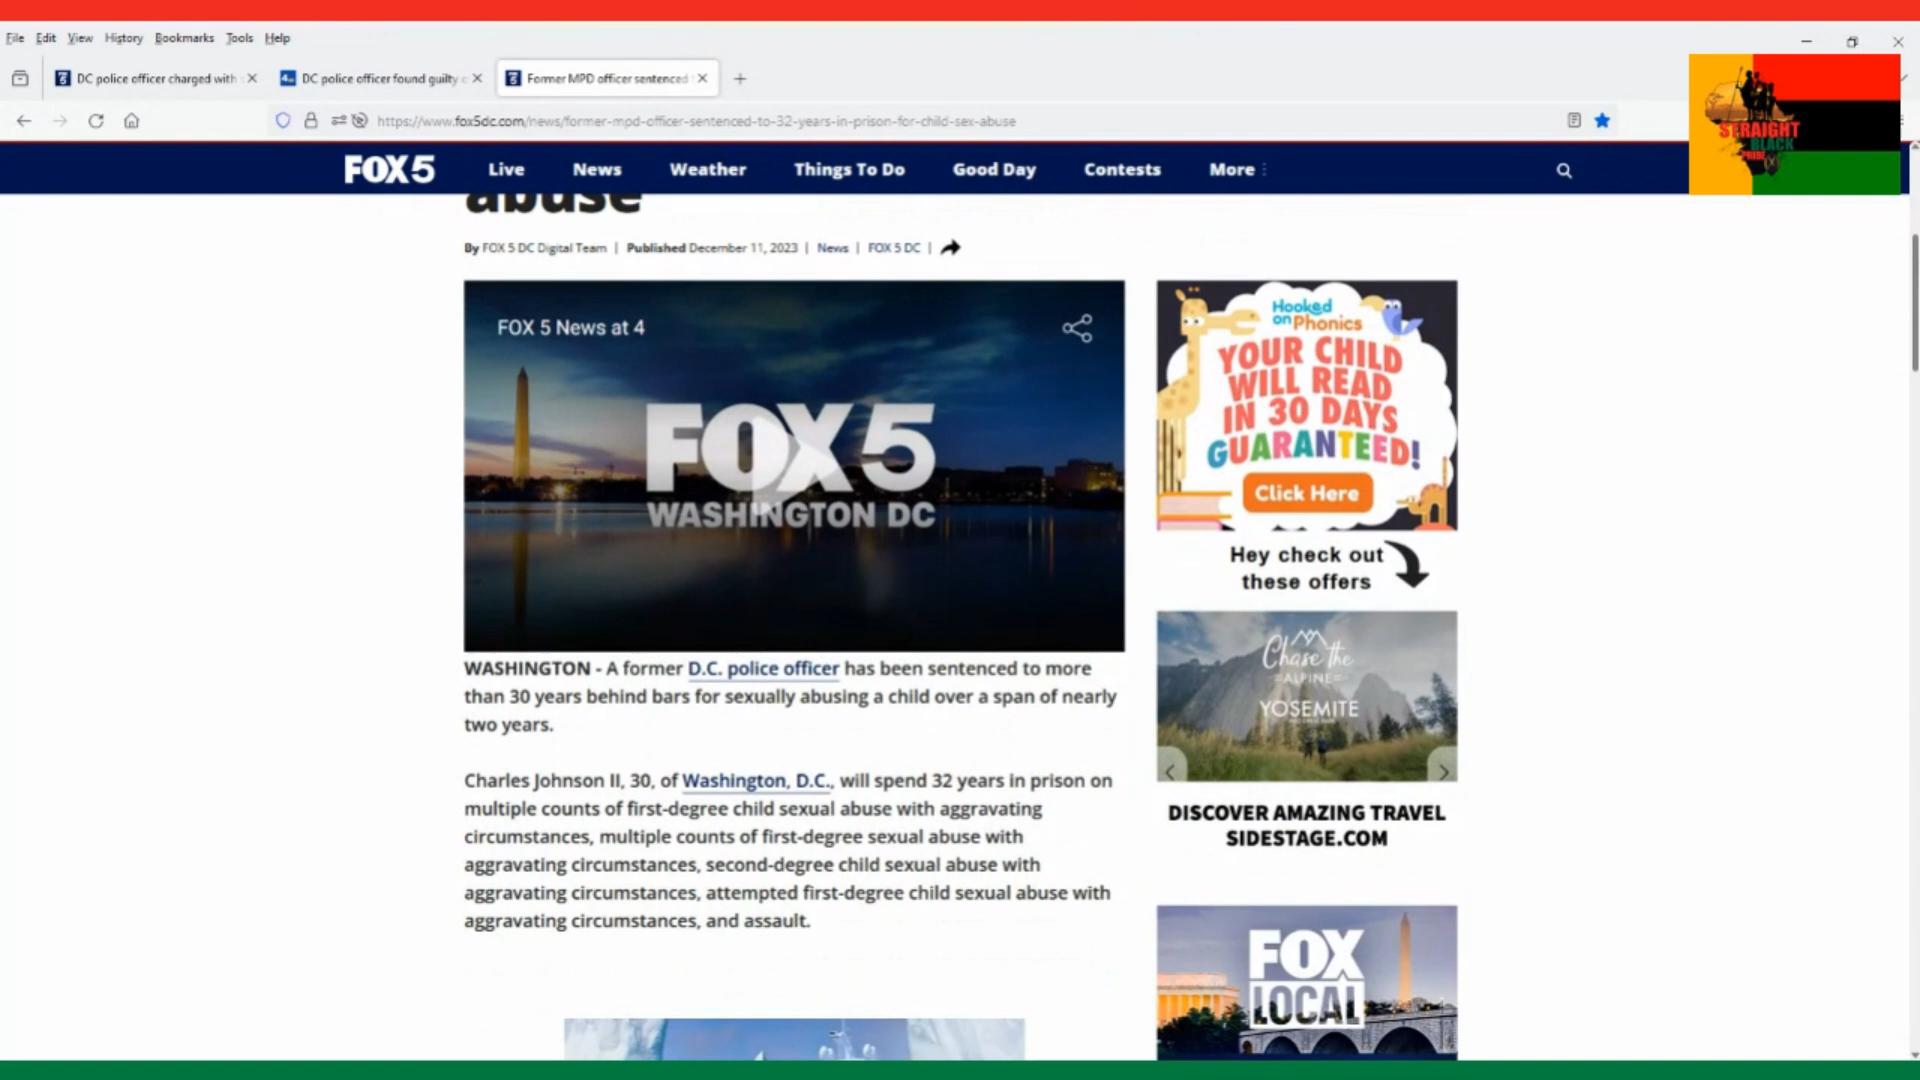 File Edit View History Bookmarks Tools Help
DC police officer charged with
DC police officer found guilty
Former MPD officer sentenced
https://www.fox5dc.com/news/former-mpd-officer-sentenced-to-32-years-in-prison-for-child-sex-abuse
STRAIGHT
BLACK
PRIDE
FOX 5 Live News Weather Things To Do Good Day Contests More
abuse
By FOX 5 DC Digital Team | Published December 11, 2023 | News | FOX 5 DC |
FOX 5 News at 4
FOX 5
WASHINGTON DC
WASHINGTON - A former D.C. police officer has been sentenced to more
than 30 years behind bars for sexually abusing a child over a span of nearly
two years.
Charles Johnson II, 30, of Washington, D.C., will spend 32 years in prison on
multiple counts of first-degree child sexual abuse with aggravating
circumstances, multiple counts of first-degree sexual abuse with
aggravating circumstances, second-degree child sexual abuse with
aggravating circumstances, attempted first-degree child sexual abuse with
aggravating circumstances, and assault.
Hooked
on Phonics
YOUR CHILD
WILL READ
IN 30 DAYS
GUARANTEED!
Click Here
Hey check out
these offers
Chase the
ALPINE
YOSEMITE
DISCOVER AMAZING TRAVEL
SIDESTAGE.COM
FOX
LOCAL